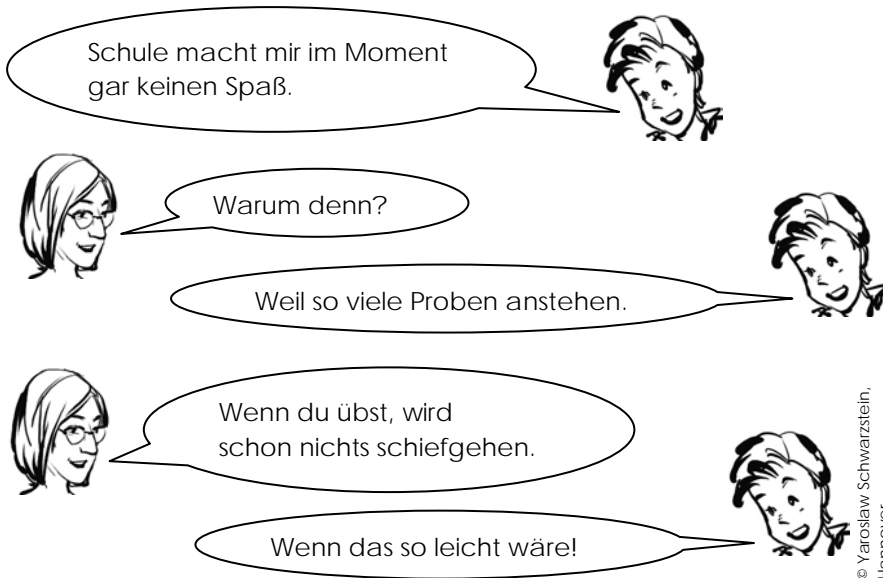 Schule macht mir im Moment
gar keinen Spaß.
Warum denn?
Weil so viele Proben anstehen.
Wenn du übst, wird
schon nichts schiefgehen.
Wenn das so leicht wäre!
© Yaroslaw Schwarzstein,